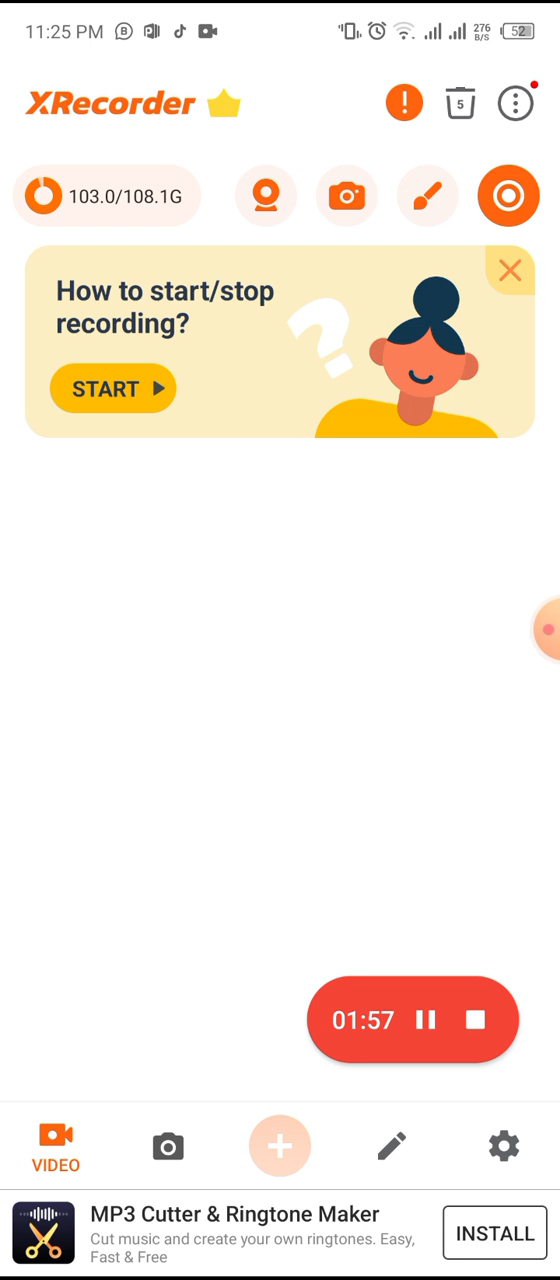 11:25 PM
276
B/S
52
XRecorder
5
103.0/108.1G
How to start/stop
recording?
START
01:57
VIDEO
MP3 Cutter & Ringtone Maker
INSTALL
Cut music and create your own ringtones. Easy,
Fast & Free